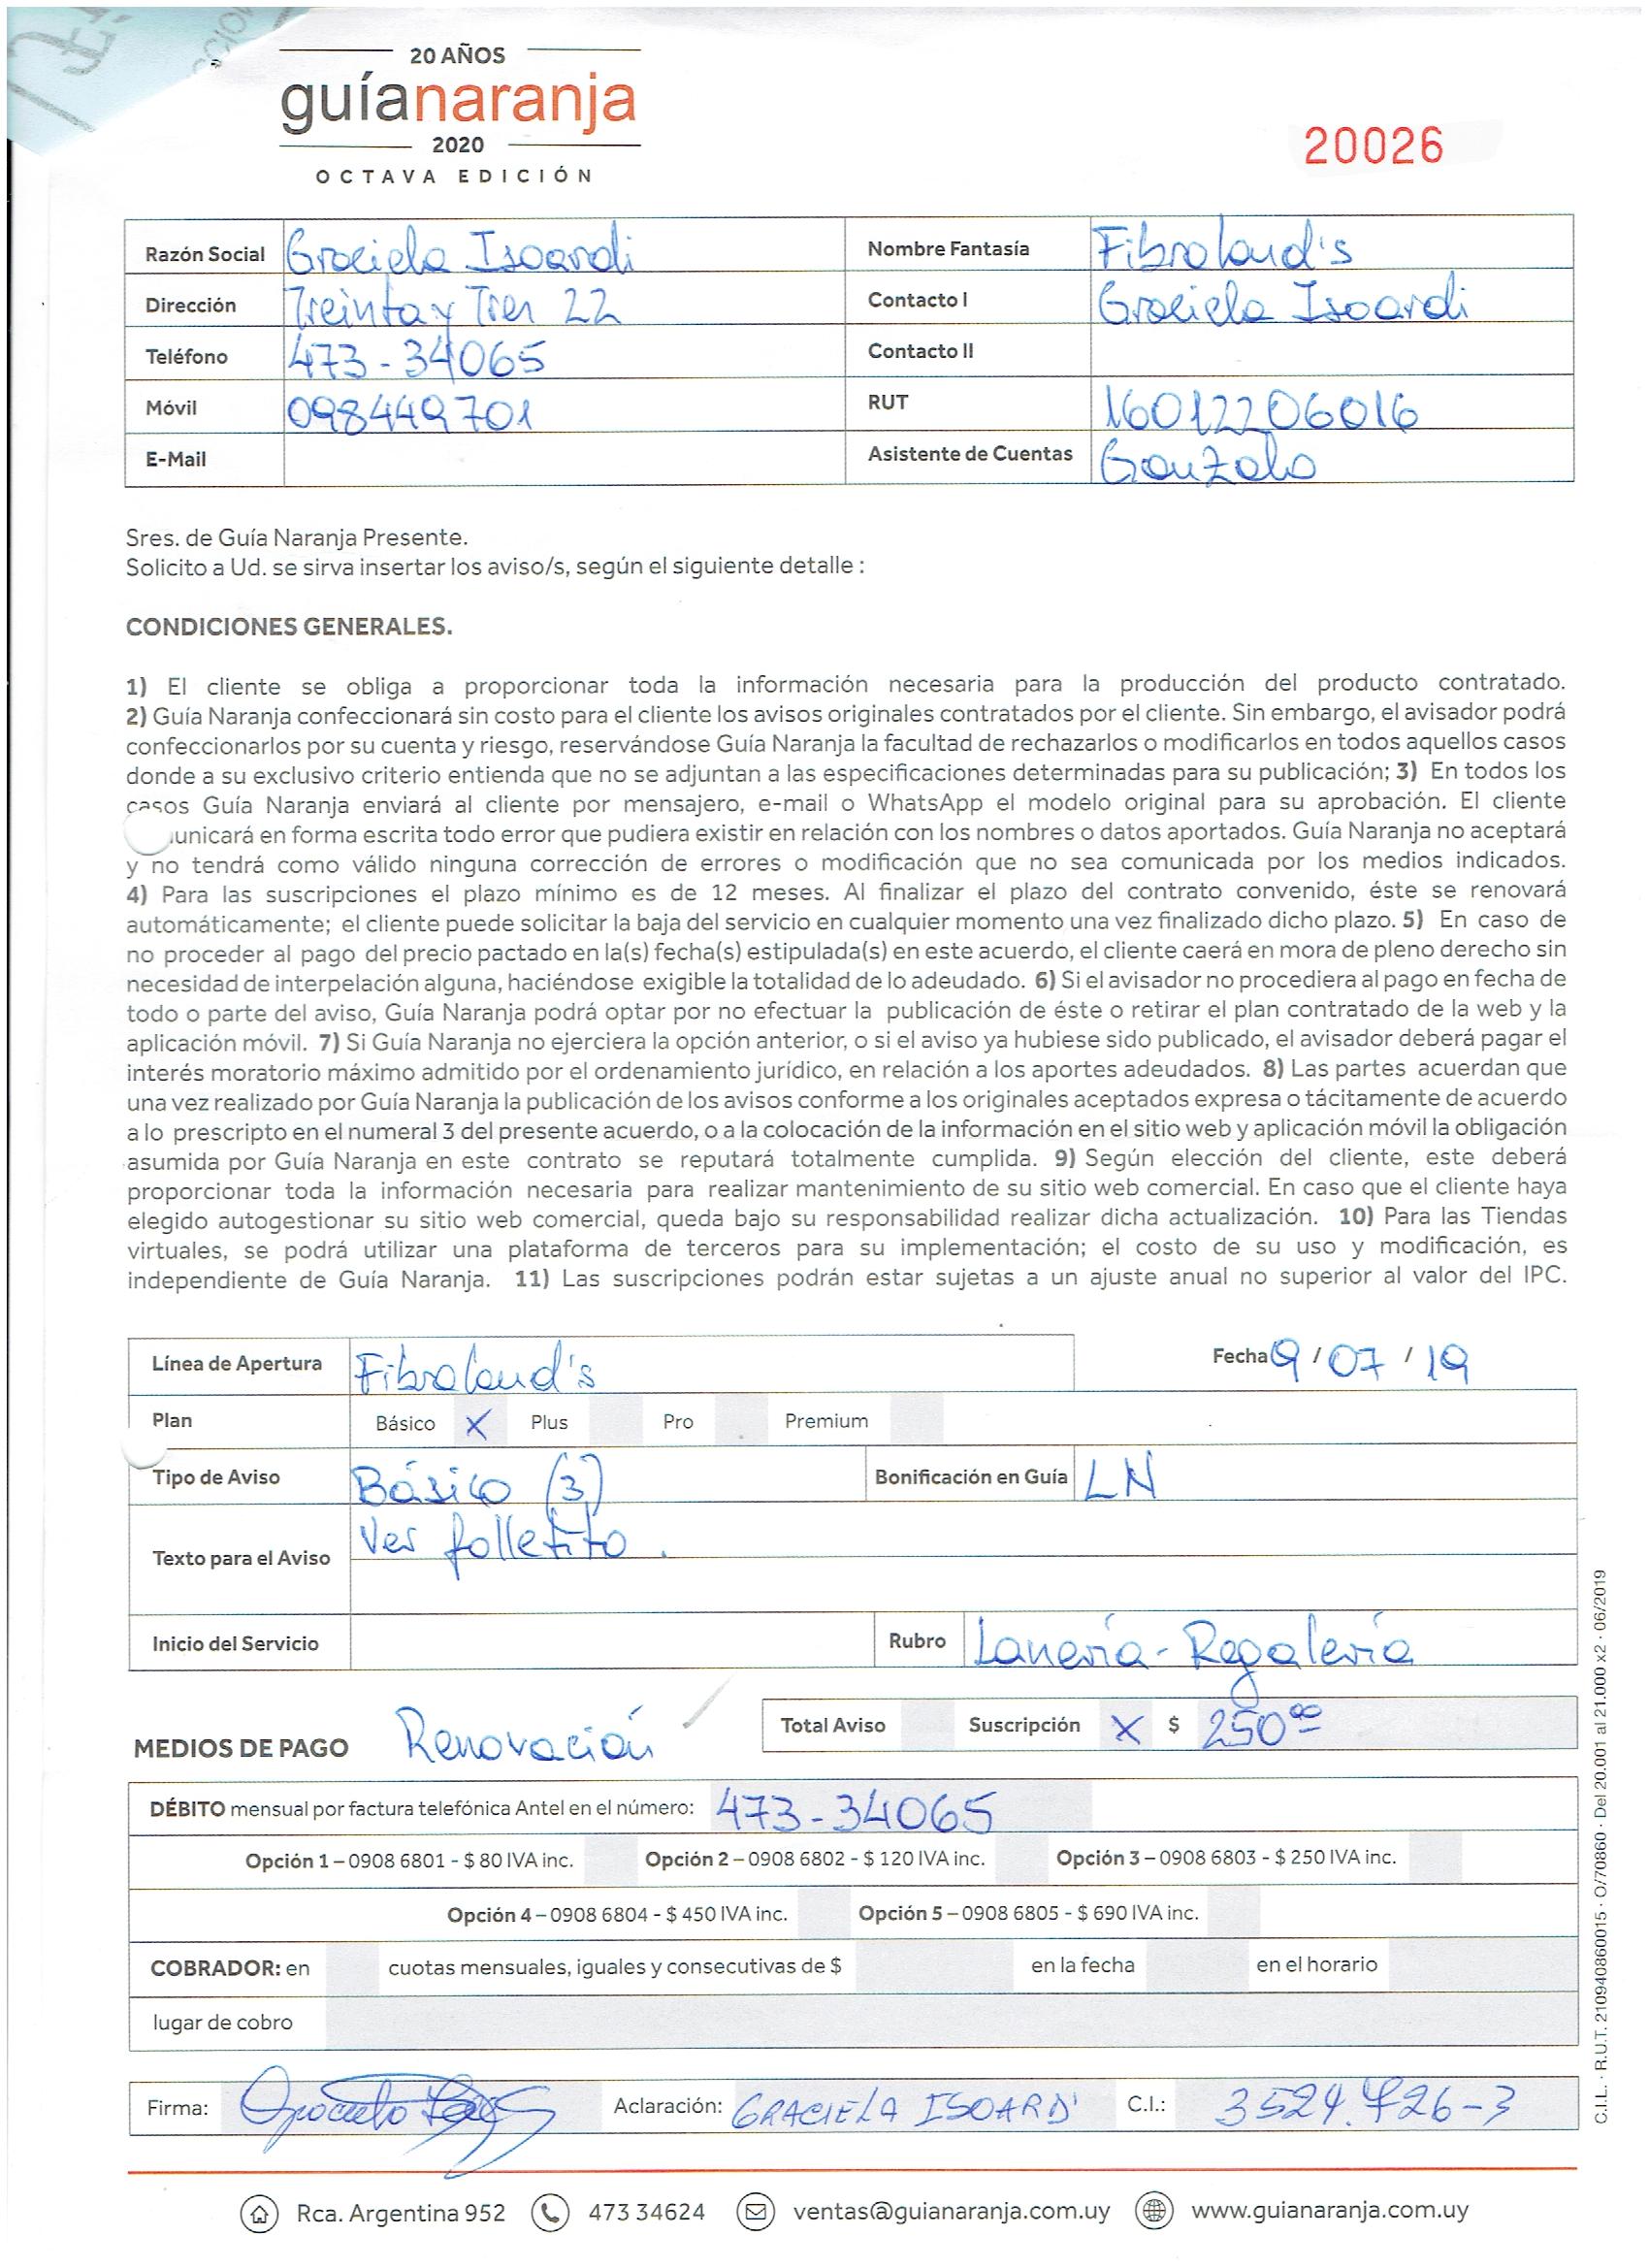 20 AÑOS
guíanaranja
2020
OCTAVA EDICIÓN
20026
Razón Social Graciela Isoardi Nombre Fantasía Fibraland's
Dirección Treinta y Tres 22 Contacto I Graciela Isoardi
Teléfono 473-34065 Contacto II
Móvil 098449701 RUT 160122206016
E-Mail Asistente de Cuentas Gonzalo
Sres. de Guía Naranja Presente.
Solicito a Ud. se sirva insertar los aviso/s, según el siguiente detalle :
CONDICIONES GENERALES.
1) El cliente se obliga a proporcionar toda la información necesaria para la producción del producto contratado.
2) Guía Naranja confeccionará sin costo para el cliente los avisos originales contratados por el cliente. Sin embargo, el avisador podrá
confeccionarlos por su cuenta y riesgo, reservándose Guía Naranja la facultad de rechazarlos o modificarlos en todos aquellos casos
donde a su exclusivo criterio entienda que no se adjuntan a las especificaciones determinadas para su publicación; 3) En todos los
casos Guía Naranja enviará al cliente por mensajero, e-mail o WhatsApp el modelo original para su aprobación. El cliente
unicará en forma escrita todo error que pudiera existir en relación con los nombres o datos aportados. Guía Naranja no aceptará
y no tendrá como válido ninguna corrección de errores o modificación que no sea comunicada por los medios indicados.
4) Para las suscripciones el plazo mínimo es de 12 meses. Al finalizar el plazo del contrato convenido, éste se renovará
automáticamente; el cliente puede solicitar la baja del servicio en cualquier momento una vez finalizado dicho plazo. 5) En caso de
no proceder al pago del precio pactado en la(s) fecha(s) estipulada(s) en este acuerdo, el cliente caerá en mora de pleno derecho sin
necesidad de interpelación alguna, haciéndose exigible la totalidad de lo adeudado. 6) Si el avisador no procediera al pago en fecha de
todo o parte del aviso, Guía Naranja podrá optar por no efectuar la publicación de éste o retirar el plan contratado de la web y la
aplicación móvil. 7) Si Guía Naranja no ejerciera la opción anterior, o si el aviso ya hubiese sido publicado, el avisador deberá pagar el
interés moratorio máximo admitido por el ordenamiento jurídico, en relación a los aportes adeudados. 8) Las partes acuerdan que
una vez realizado por Guía Naranja la publicación de los avisos conforme a los originales aceptados expresa o tácitamente de acuerdo
a lo prescripto en el numeral 3 del presente acuerdo, o a la colocación de la información en el sitio web y aplicación móvil la obligación
asumida por Guía Naranja en este contrato se reputará totalmente cumplida. 9) Según elección del cliente, este deberá
proporcionar toda la información necesaria para realizar mantenimiento de su sitio web comercial. En caso que el cliente haya
elegido autogestionar su sitio web comercial, queda bajo su responsabilidad realizar dicha actualización. 10) Para las Tiendas
virtuales, se podrá utilizar una plataforma de terceros para su implementación; el costo de su uso y modificación, es
independiente de Guía Naranja. 11) Las suscripciones podrán estar sujetas a un ajuste anual no superior al valor del IPC.
Línea de Apertura Fibraland's Fecha 9 / 07 / 19
Plan Básico X Plus Pro Premium
Tipo de Aviso Básico (3) Bonificación en Guía LN
Texto para el Aviso Ver folletito.
Inicio del Servicio Rubro Lanería - Regalería
MEDIOS DE PAGO Renovación Total Aviso Suscripción X $ 250 00
DÉBITO mensual por factura telefónica Antel en el número: 473-34065
Opción 1 – 0908 6801 - $ 80 IVA inc. Opción 2 – 0908 6802 - $ 120 IVA inc. Opción 3 – 0908 6803 - $ 250 IVA inc.
Opción 4 – 0908 6804 - $ 450 IVA inc. Opción 5 – 0908 6805 - $ 690 IVA inc.
COBRADOR: en cuotas mensuales, iguales y consecutivas de $ en la fecha en el horario
lugar de cobro
Firma: Aclaración: GRACIELA ISOARDI C.I.: 3524.726-3
Rca. Argentina 952 473 34624 ventas@guianaranja.com.uy www.guianaranja.com.uy
C.I.L. · R.U.T. 210940860015 · O/70860 · Del 20.001 al 21.000 x2 · 06/2019